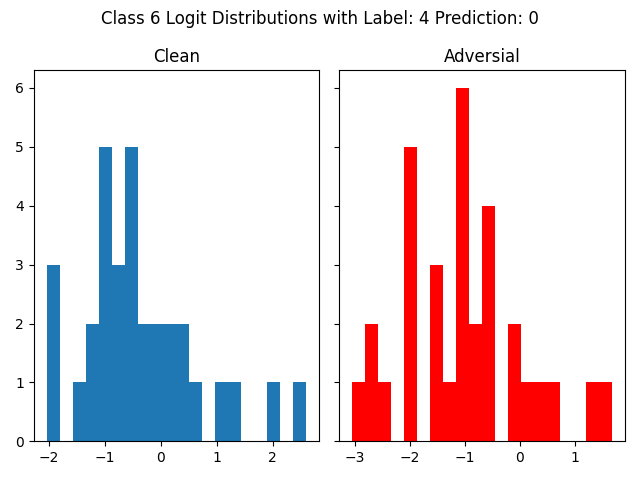 Class 6 Logit Distributions with Label: 4 Prediction: 0
Clean
Adversial
6
5
4
3
2
1
0
−2 −1 0 1 2
−3 −2 −1 0 1